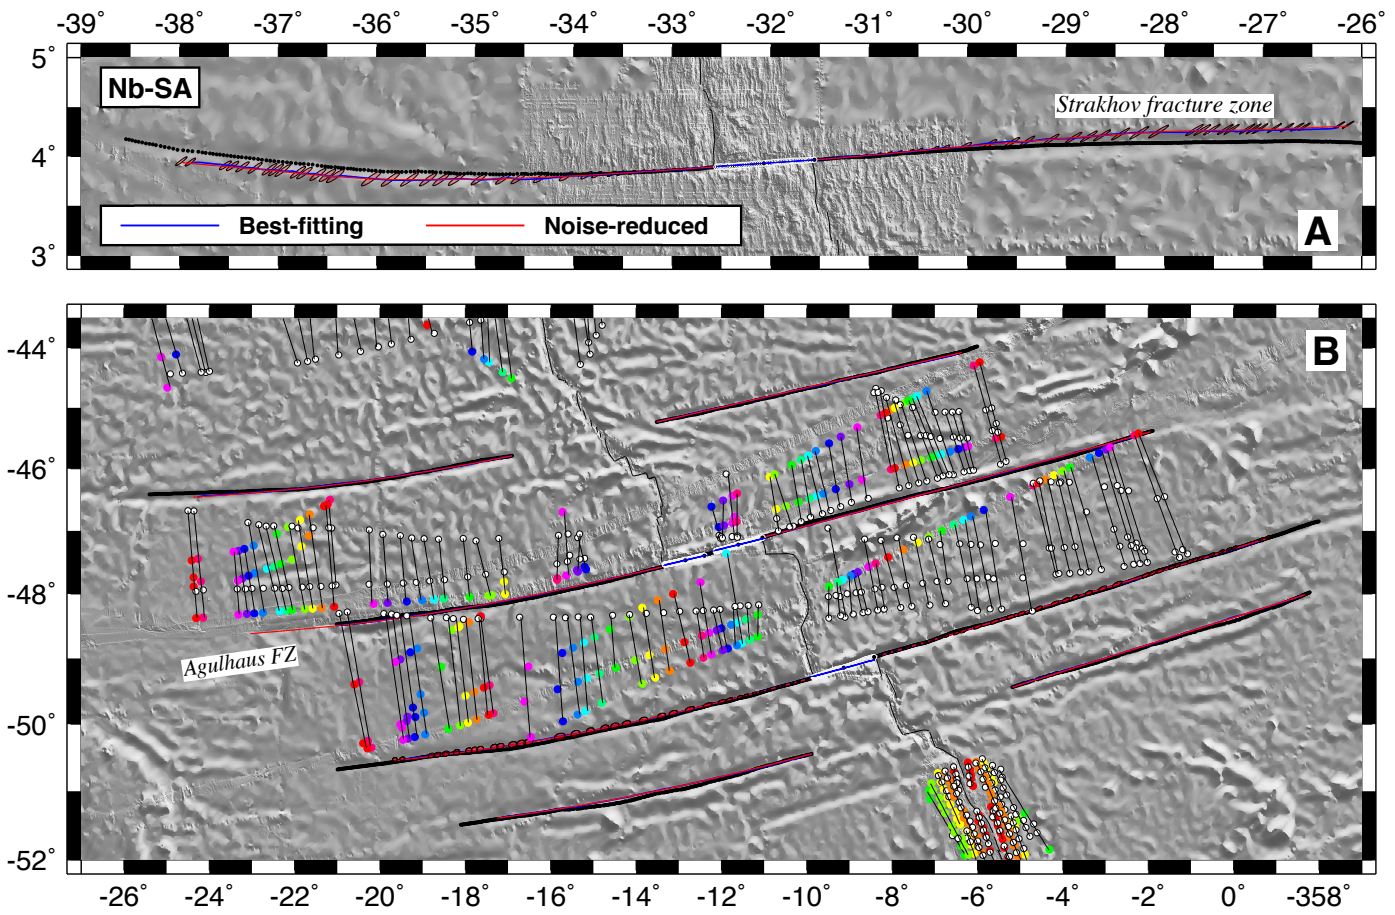 -39° -38° -37° -36° -35° -34° -33° -32° -31° -30° -29° -28° -27° -26°
5°
Nb-SA
Strakhov fracture zone
4°
Best-fitting Noise-reduced
A
3°
B
-44°
-46°
-48°
Agulhaus FZ
-50°
-52°
-26° -24° -22° -20° -18° -16° -14° -12° -10° -8° -6° -4° -2° 0° -358°